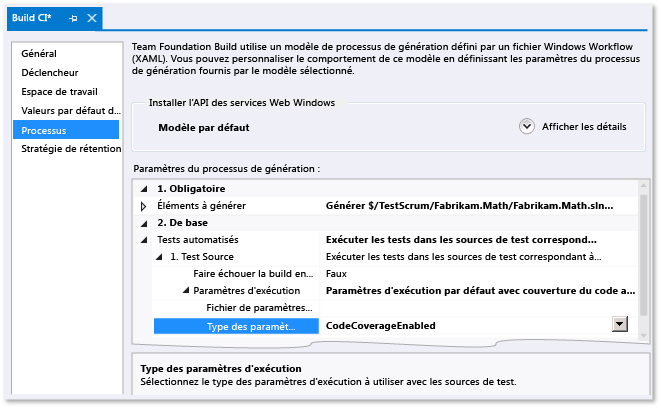 Build CI*
Général
Déclencheur
Espace de travail
Valeurs par défaut d...
Processus
Stratégie de rétention
Team Foundation Build utilise un modèle de processus de génération défini par un fichier Windows Workflow
(XAML). Vous pouvez personnaliser le comportement de ce modèle en définissant les paramètres du processus
de génération fournis par le modèle sélectionné.
Installer l'API des services Web Windows
Modèle par défaut
Afficher les détails
Paramètres du processus de génération :
1. Obligatoire
Éléments à générer Générer $/TestScrum/Fabrikam.Math/Fabrikam.Math.sln...
2. De base
Tests automatisés Exécuter les tests dans les sources de test correspond...
1. Test Source Exécuter les tests dans les sources de test correspondant à...
Faire échouer la build en... Faux
Paramètres d'exécution Paramètres d'exécution par défaut avec couverture du code a...
Fichier de paramètres...
Type des paramèt... CodeCoverageEnabled
Type des paramètres d'exécution
Sélectionnez le type des paramètres d'exécution à utiliser avec les sources de test.